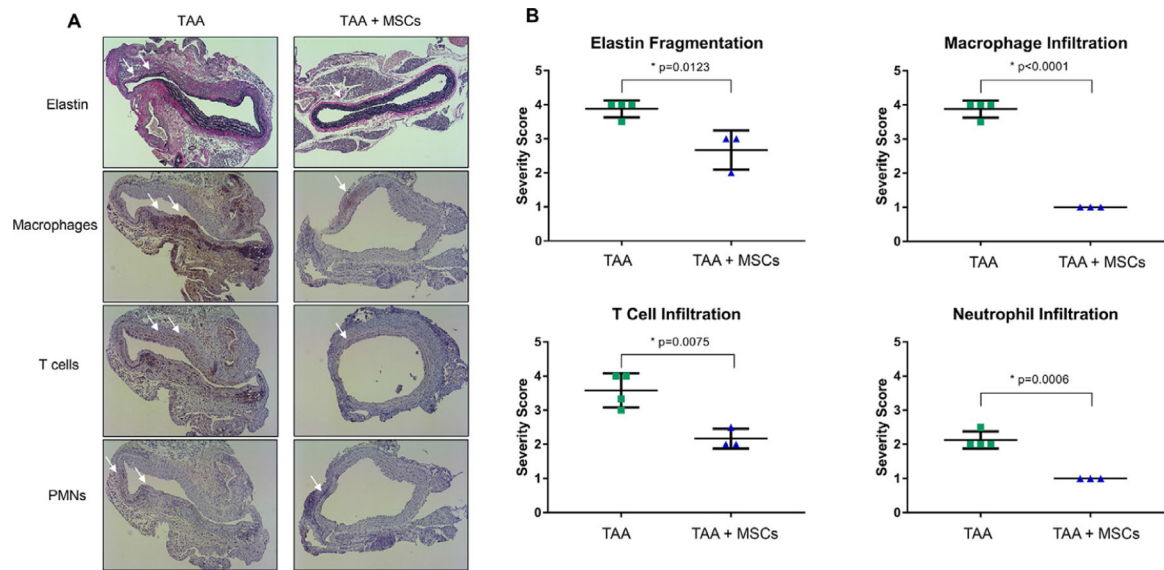 A
TAA
TAA + MSCs
Elastin
Macrophages
T cells
PMNs
B
Elastin Fragmentation
* p=0.0123
Severity Score
5
4
3
2
1
0
TAA
TAA + MSCs
Macrophage Infiltration
* p<0.0001
Severity Score
5
4
3
2
1
0
TAA
TAA + MSCs
T Cell Infiltration
* p=0.0075
Severity Score
5
4
3
2
1
0
TAA
TAA + MSCs
Neutrophil Infiltration
* p=0.0006
Severity Score
5
4
3
2
1
0
TAA
TAA + MSCs